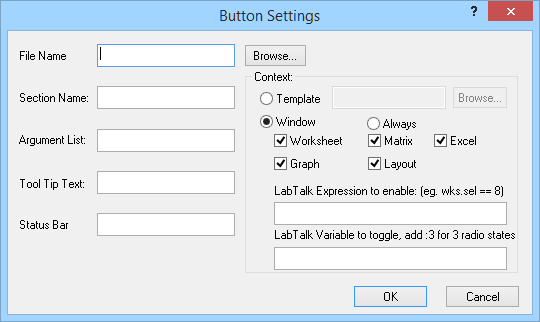 Button Settings
?
File Name
Browse...
Context:
Section Name:
Template
Browse...
Window
Always
Argument List:
Worksheet
Matrix
Excel
Graph
Layout
Tool Tip Text:
LabTalk Expression to enable: (eg. wks.sel == 8)
Status Bar
LabTalk Variable to toggle, add :3 for 3 radio states
OK
Cancel